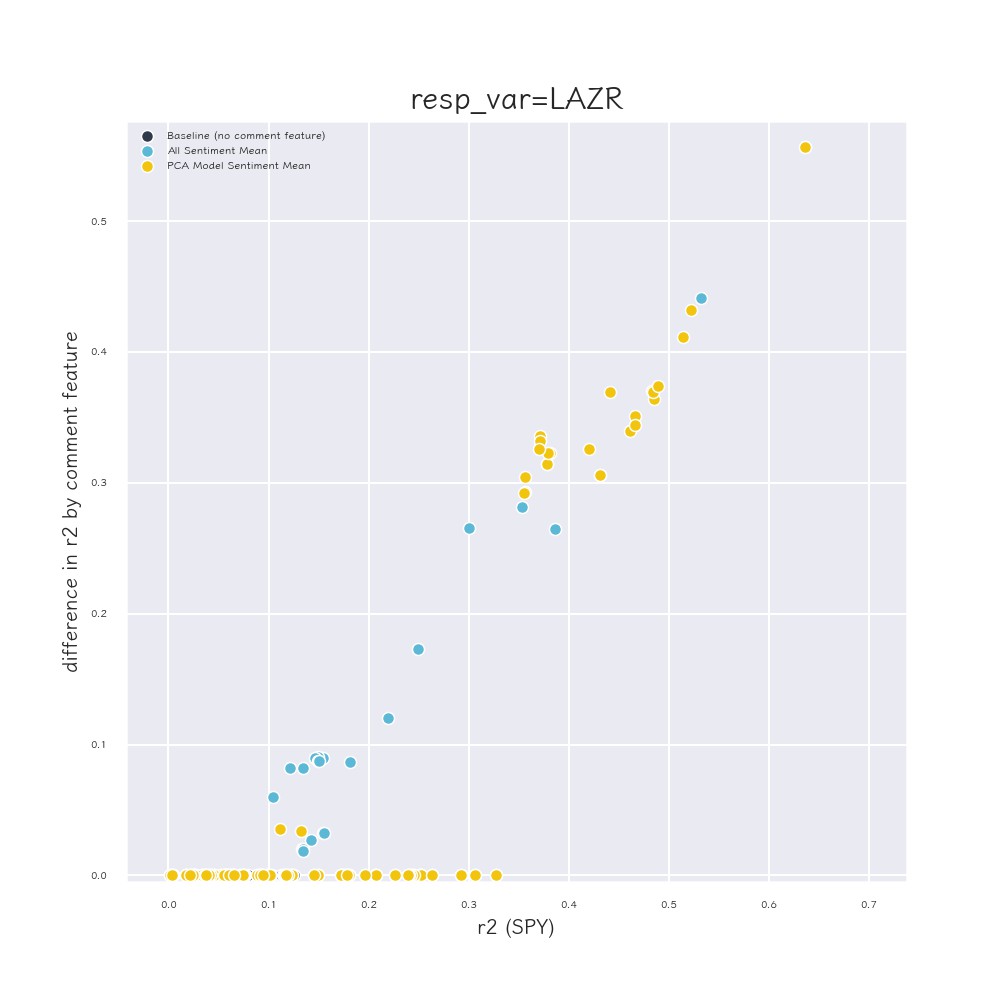 resp_var=LAZR
Baseline (no comment feature)
All Sentiment Mean
PCA Model Sentiment Mean
difference in r2 by comment feature
0.5
0.4
0.3
0.2
0.1
0.0
0.0 0.1 0.2 0.3 0.4 0.5 0.6 0.7
r2 (SPY)